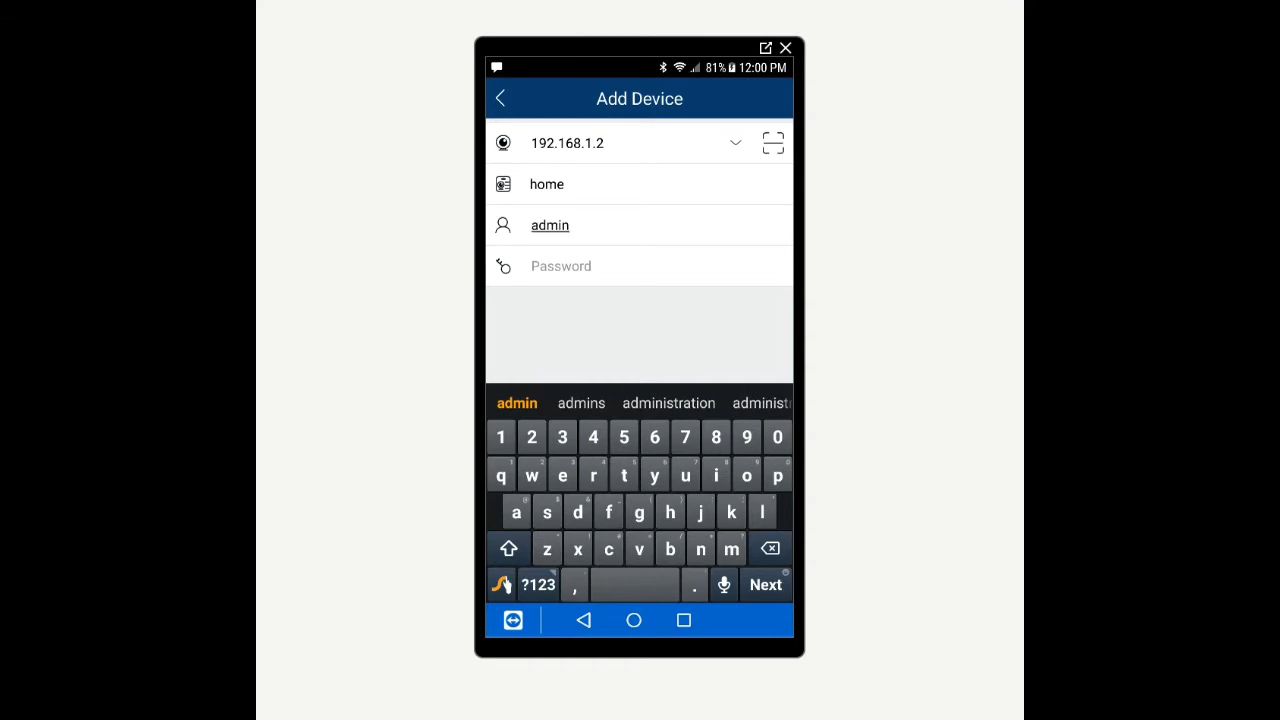 81% 12:00 PM
Add Device
192.168.1.2
home
admin
Password
admin admins administration administr
1 2 3 4 5 6 7 8 9 0
q w e r t y u i o p
a s d f g h j k l
z x c v b n m
?123 , . Next